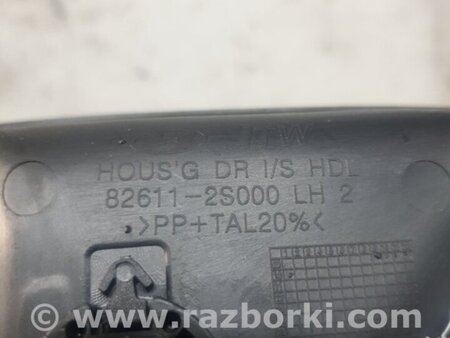 HOUS'G DR I/S HDL
82611-2S000 LH 2
>PP+TAL20%<
www.razborki.com